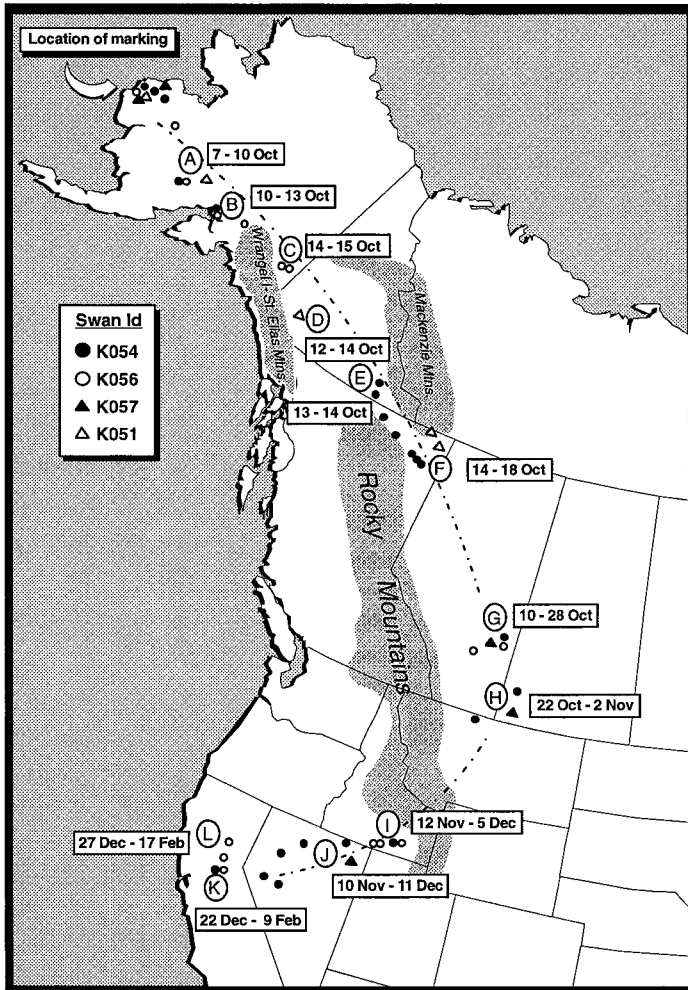 Location of marking
A
7 - 10 Oct
B
10 - 13 Oct
C
14 - 15 Oct
Wrangell - St. Elias Mtns
Mackenzie Mtns
D
12 - 14 Oct
E
13 - 14 Oct
F
14 - 18 Oct
Swan Id
K054
K056
K057
K051
Rocky
Mountains
G
10 - 28 Oct
H
22 Oct - 2 Nov
I
12 Nov - 5 Dec
J
10 Nov - 11 Dec
L
27 Dec - 17 Feb
K
22 Dec - 9 Feb